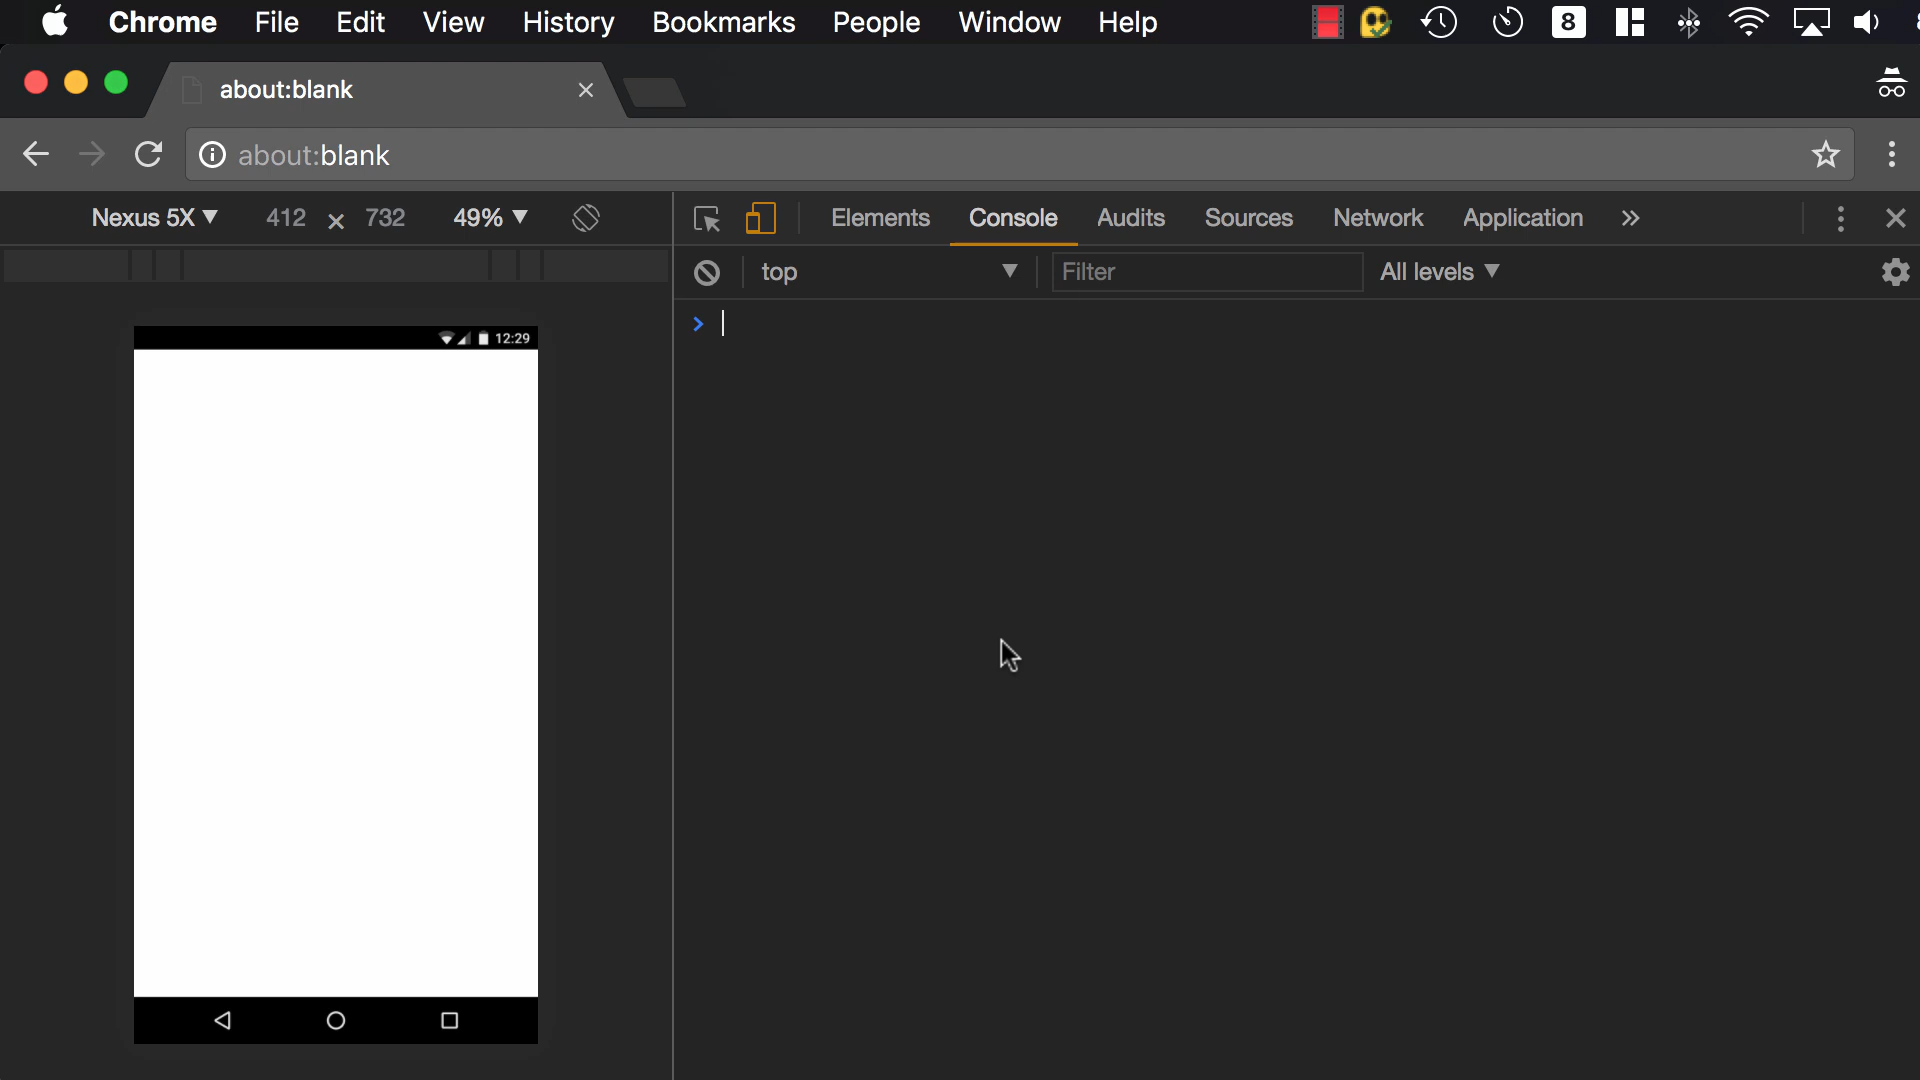 Chrome File Edit View History Bookmarks People Window Help 8
about:blank
about:blank
Nexus 5X 412 × 732 49% Elements Console Audits Sources Network Application »
top Filter All levels
12:29